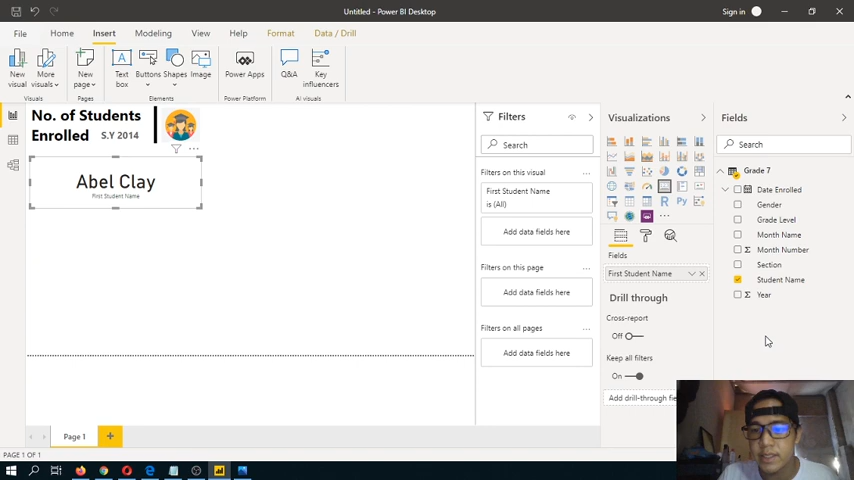 Untitled - Power BI Desktop
Sign in
File
Home
Insert
Modeling
View
Help
Format
Data / Drill
New visual
More visuals
New page
Text box
Buttons
Shapes
Image
Power Apps
Q&A
Key influencers
Visuals
Pages
Elements
Power Platform
AI visuals
No. of Students
Enrolled
S.Y 2014
Abel Clay
First Student Name
Filters
Search
Filters on this visual
First Student Name
is (All)
Add data fields here
Filters on this page
Add data fields here
Filters on all pages
Add data fields here
Visualizations
R
Py
Fields
First Student Name
Drill through
Cross-report
Off
Keep all filters
On
Add drill-through fie
Fields
Search
Grade 7
Date Enrolled
Gender
Grade Level
Month Name
Month Number
Section
Student Name
Year
Page 1
PAGE 1 OF 1